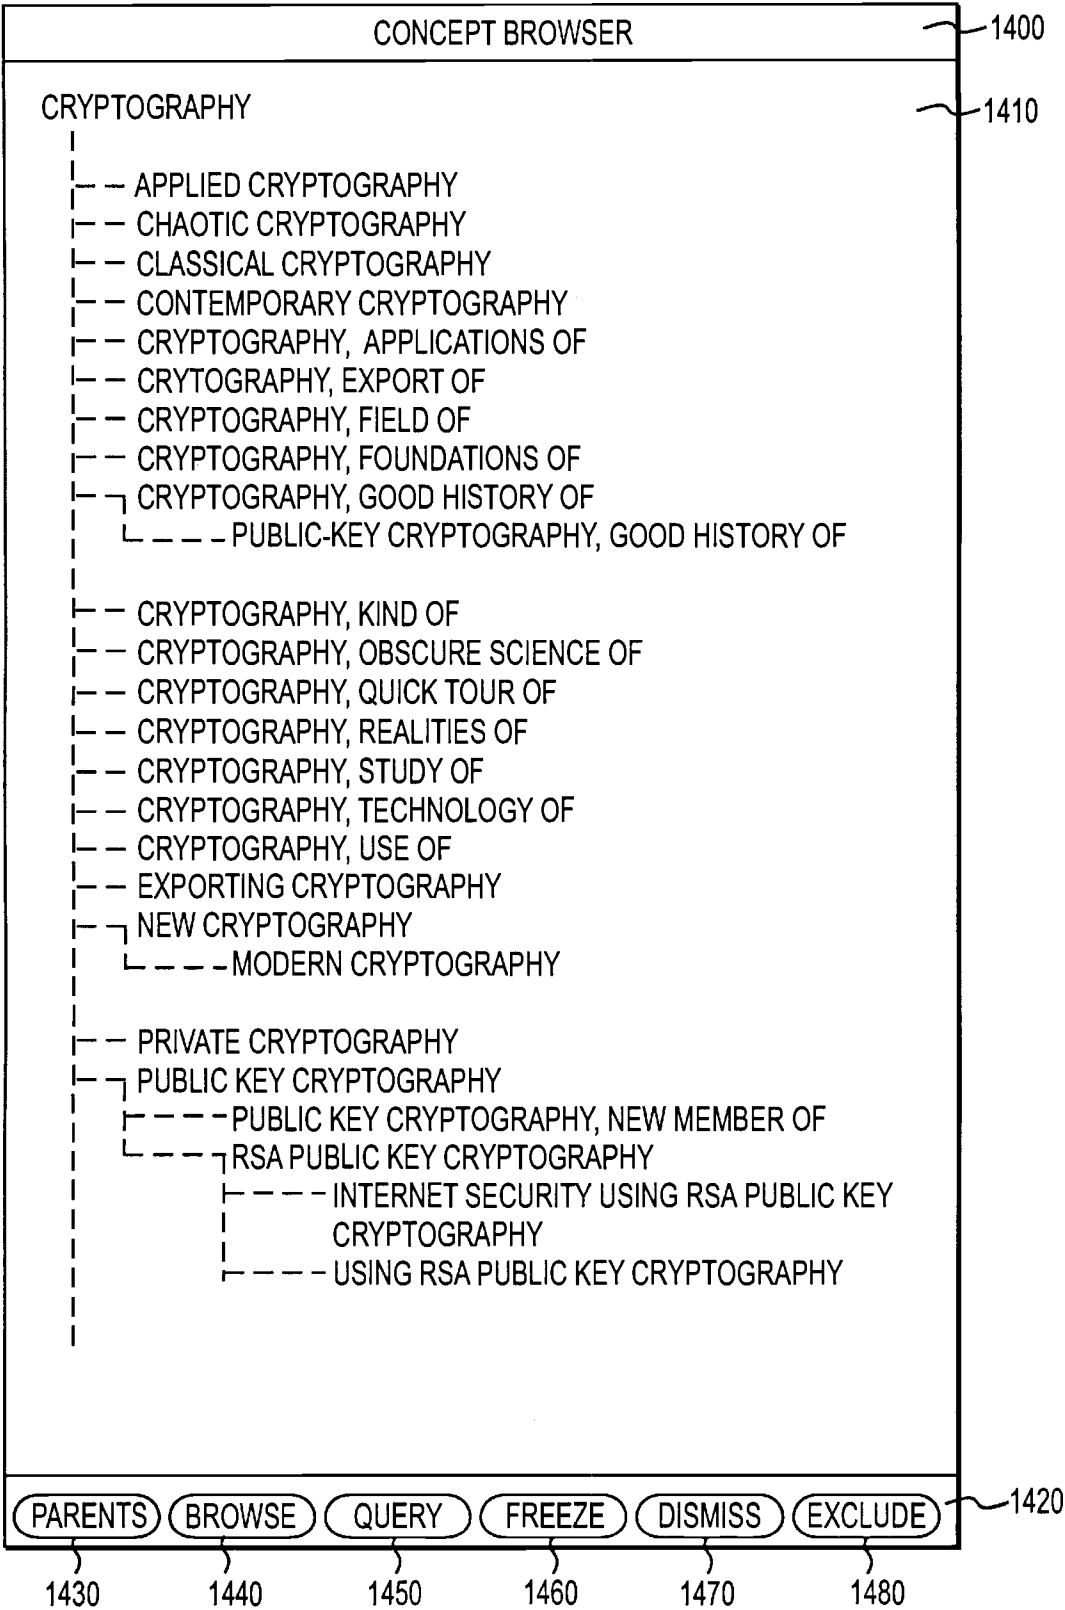 CONCEPT BROWSER
1400
CRYPTOGRAPHY
1410
APPLIED CRYPTOGRAPHY
CHAOTIC CRYPTOGRAPHY
CLASSICAL CRYPTOGRAPHY
CONTEMPORARY CRYPTOGRAPHY
CRYPTOGRAPHY, APPLICATIONS OF
CRYTOGRAPHY, EXPORT OF
CRYPTOGRAPHY, FIELD OF
CRYPTOGRAPHY, FOUNDATIONS OF
CRYPTOGRAPHY, GOOD HISTORY OF
PUBLIC-KEY CRYPTOGRAPHY, GOOD HISTORY OF
CRYPTOGRAPHY, KIND OF
CRYPTOGRAPHY, OBSCURE SCIENCE OF
CRYPTOGRAPHY, QUICK TOUR OF
CRYPTOGRAPHY, REALITIES OF
CRYPTOGRAPHY, STUDY OF
CRYPTOGRAPHY, TECHNOLOGY OF
CRYPTOGRAPHY, USE OF
EXPORTING CRYPTOGRAPHY
NEW CRYPTOGRAPHY
MODERN CRYPTOGRAPHY
PRIVATE CRYPTOGRAPHY
PUBLIC KEY CRYPTOGRAPHY
PUBLIC KEY CRYPTOGRAPHY, NEW MEMBER OF
RSA PUBLIC KEY CRYPTOGRAPHY
INTERNET SECURITY USING RSA PUBLIC KEY
CRYPTOGRAPHY
USING RSA PUBLIC KEY CRYPTOGRAPHY
PARENTS BROWSE QUERY FREEZE DISMISS EXCLUDE
1420
1430 1440 1450 1460 1470 1480